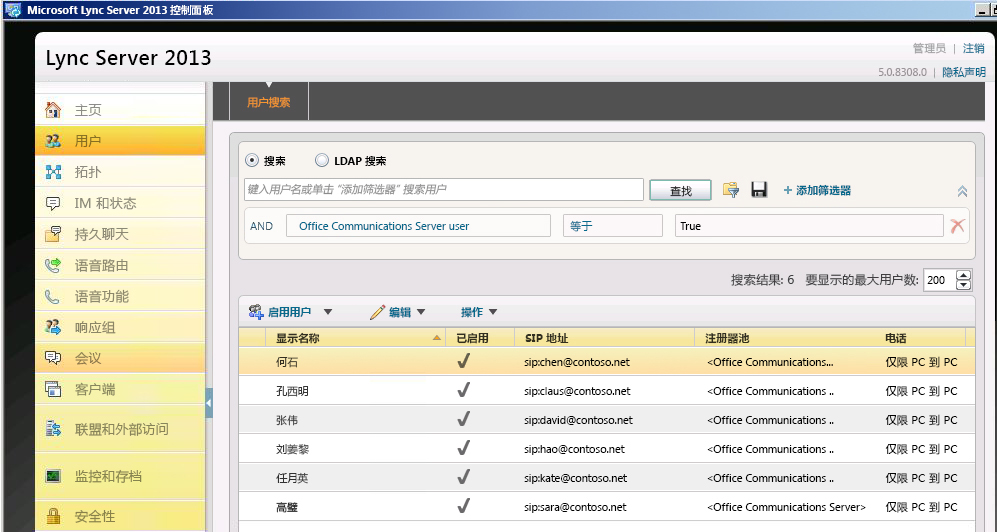 Microsoft Lync Server 2013 控制面板
Lync Server 2013
管理员 | 注销
5.0.8308.0 | 隐私声明
主页
用户
拓扑
IM 和状态
持久聊天
语音路由
语音功能
响应组
会议
客户端
联盟和外部访问
监控和存档
安全性
用户搜索
搜索 LDAP 搜索
键入用户名或单击 "添加筛选器" 搜索用户 查找 + 添加筛选器
AND Office Communications Server user 等于 True
搜索结果: 6 要显示的最大用户数: 200
启用用户 编辑 操作
显示名称 已启用 SIP 地址 注册器池 电话
何石 sip:chen@contoso.net <Office Communications... 仅限 PC 到 PC
孔西明 sip:claus@contoso.net <Office Communications .. 仅限 PC 到 PC
张伟 sip:david@contoso.net <Office Communications .. 仅限 PC 到 PC
刘姜黎 sip:hao@contoso.net <Office Communications .. 仅限 PC 到 PC
任月英 sip:kate@contoso.net <Office Communications .. 仅限 PC 到 PC
高璧 sip:sara@contoso.net <Office Communications Server> 仅限 PC 到 PC